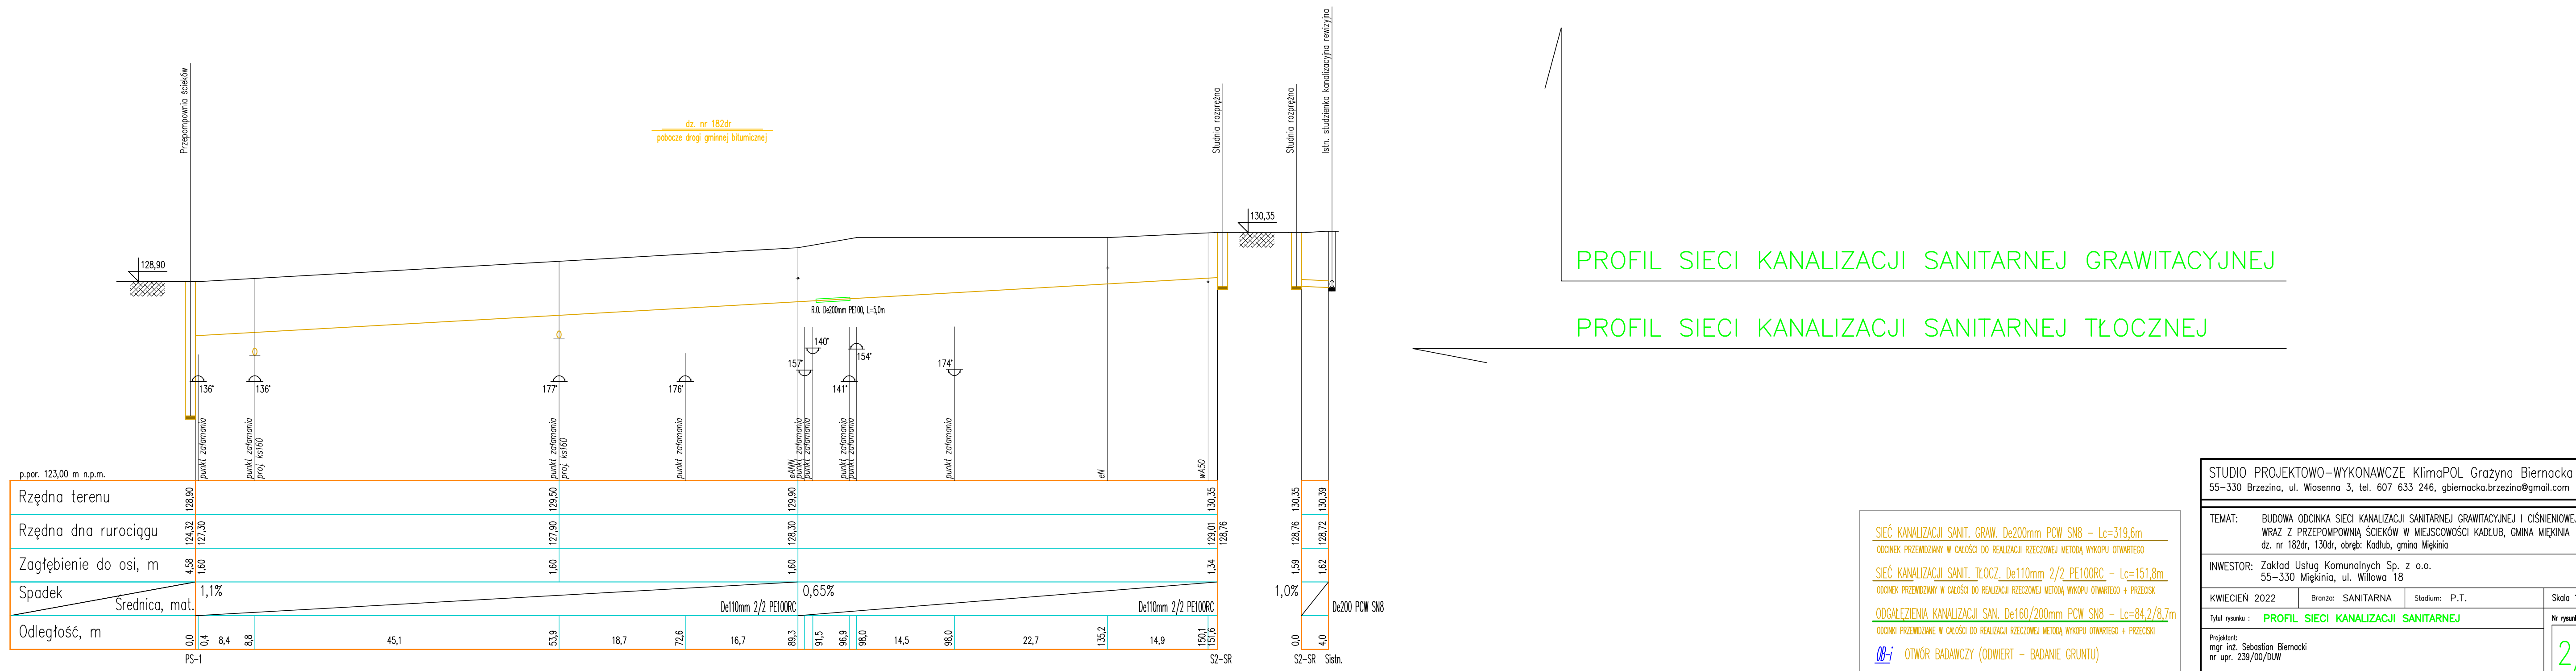 Przepompownia ścieków
dz. nr 182dr
pobocze drogi gminnej bitumicznej
Studnia rozprężna
Studnia rozprężna
Istn. studzienka kanalizacyjna rewizyjna
128,90
130,35
R.O. De200mm PE100, L=5,0m
136°
136°
177°
176°
157°
140°
141°
154°
174°
punkt załamania
punkt załamania
proj. ks160
punkt załamania
proj. ks160
punkt załamania
eANN
punkt załamania
punkt załamania
punkt załamania
punkt załamania
punkt załamania
eN
wA50
PROFIL SIECI KANALIZACJI SANITARNEJ GRAWITACYJNEJ
PROFIL SIECI KANALIZACJI SANITARNEJ TŁOCZNEJ
p.por. 123,00 m n.p.m.
Rzędna terenu
128,90 129,50 129,90 130,35 130,35 130,39
Rzędna dna rurociągu
124,32 127,30 127,90 128,30 129,01 128,76 128,76 128,72
Zagłębienie do osi, m
4,58 1,60 1,60 1,60 1,34 1,59 1,62
Spadek
1,1% 0,65% 1,0%
Średnica, mat.
De110mm 2/2 PE100RC De110mm 2/2 PE100RC De200 PCW SN8
Odległość, m
0,0 0,4 8,4 8,8 45,1 53,9 18,7 72,6 16,7 89,3 91,5 96,9 98,0 14,5 98,0 22,7 135,2 14,9 150,1 151,6 0,0 4,0
PS-1 S2-SR S2-SR Sistn.
SIEĆ KANALIZACJI SANIT. GRAW. De200mm PCW SN8 - Lc=319,6m
ODCINEK PRZEWIDZIANY W CAŁOŚCI DO REALIZACJI RZECZOWEJ METODĄ WYKOPU OTWARTEGO
SIEĆ KANALIZACJI SANIT. TŁOCZ. De110mm 2/2 PE100RC - Lc=151,8m
ODCINEK PRZEWIDZIANY W CAŁOŚCI DO REALIZACJI RZECZOWEJ METODĄ WYKOPU OTWARTEGO + PRZECISK
ODGAŁĘZIENIA KANALIZACJI SAN. De160/200mm PCW SN8 - Lc=84,2/8,7m
ODCINKI PRZEWIDZIANE W CAŁOŚCI DO REALIZACJI RZECZOWEJ METODĄ WYKOPU OTWARTEGO + PRZECISKI
OB-i OTWÓR BADAWCZY (ODWIERT - BADANIE GRUNTU)
STUDIO PROJEKTOWO-WYKONAWCZE KlimaPOL Grażyna Biernacka
55-330 Brzezina, ul. Wiosenna 3, tel. 607 633 246, gbiernacka.brzezina@gmail.com
TEMAT: BUDOWA ODCINKA SIECI KANALIZACJI SANITARNEJ GRAWITACYJNEJ I CIŚNIENIOWEJ
WRAZ Z PRZEPOMPOWNIĄ ŚCIEKÓW W MIEJSCOWOŚCI KADŁUB, GMINA MIĘKINIA
dz. nr 182dr, 130dr, obręb: Kadłub, gmina Miękinia
INWESTOR: Zakład Usług Komunalnych Sp. z o.o.
55-330 Miękinia, ul. Willowa 18
KWIECIEŃ 2022 Branża: SANITARNA Stadium: P.T. Skala
Tytuł rysunku : PROFIL SIECI KANALIZACJI SANITARNEJ
Projektant:
mgr inż. Sebastian Biernacki
nr upr. 239/00/DUW